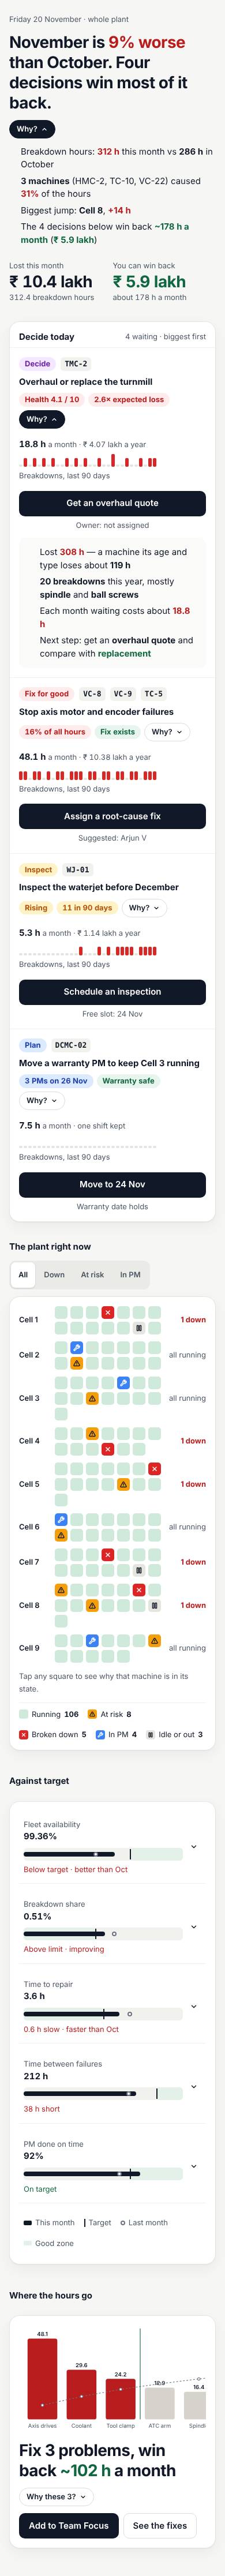 Friday 20 November · whole plant
November is 9% worse
than October. Four
decisions win most of it
back.
Why?
Breakdown hours: 312 h this month vs 286 h in
October
3 machines (HMC-2, TC-10, VC-22) caused
31% of the hours
Biggest jump: Cell 8, +14 h
The 4 decisions below win back ~178 h a
month (₹ 5.9 lakh)
Lost this month
₹ 10.4 lakh
312.4 breakdown hours
You can win back
₹ 5.9 lakh
about 178 h a month
Decide today
4 waiting · biggest first
Decide TMC-2
Overhaul or replace the turnmill
Health 4.1 / 10 2.6× expected loss
Why?
18.8 h a month · ₹ 4.07 lakh a year
Breakdowns, last 90 days
Get an overhaul quote
Owner: not assigned
Lost 308 h — a machine its age and
type loses about 119 h
20 breakdowns this year, mostly
spindle and ball screws
Each month waiting costs about 18.8
h
Next step: get an overhaul quote and
compare with replacement
Fix for good VC-8 VC-9 TC-5
Stop axis motor and encoder failures
16% of all hours Fix exists Why?
48.1 h a month · ₹ 10.38 lakh a year
Breakdowns, last 90 days
Assign a root-cause fix
Suggested: Arjun V
Inspect WJ-01
Inspect the waterjet before December
Rising 11 in 90 days Why?
5.3 h a month · ₹ 1.14 lakh a year
Breakdowns, last 90 days
Schedule an inspection
Free slot: 24 Nov
Plan DCMC-02
Move a warranty PM to keep Cell 3 running
3 PMs on 26 Nov Warranty safe
Why?
7.5 h a month · one shift kept
Breakdowns, last 90 days
Move to 24 Nov
Warranty date holds
The plant right now
All Down At risk In PM
Cell 1 1 down
Cell 2 all running
Cell 3 all running
Cell 4 1 down
Cell 5 1 down
Cell 6 all running
Cell 7 1 down
Cell 8 1 down
Cell 9 all running
Tap any square to see why that machine is in its
state.
Running 106 At risk 8
Broken down 5 In PM 4 Idle or out 3
Against target
Fleet availability
99.36%
Below target · better than Oct
Breakdown share
0.51%
Above limit · improving
Time to repair
3.6 h
0.6 h slow · faster than Oct
Time between failures
212 h
38 h short
PM done on time
92%
On target
This month Target Last month
Good zone
Where the hours go
48.1
29.6
24.2
16.4
Axis drives Coolant Tool clamp ATC arm
Fix 3 problems, win
back ~102 h a month
Why these 3?
Add to Team Focus See the fixes